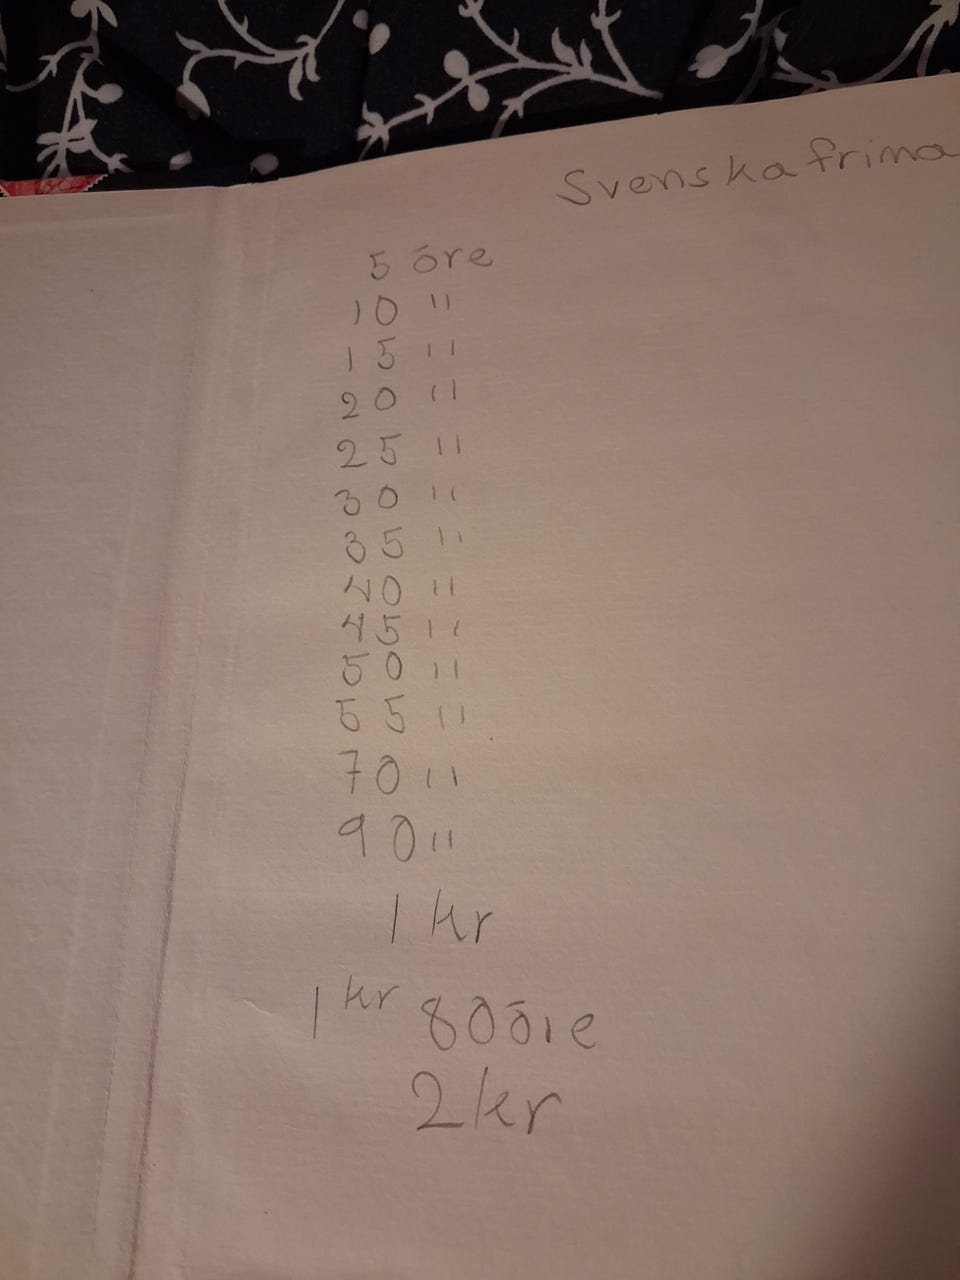 Svenska frima
5 öre
10 "
15 "
20 "
25 "
30 "
35 "
40 "
45 "
50 "
55 "
70 "
90 "
1 kr
1 kr 80 öre
2 kr